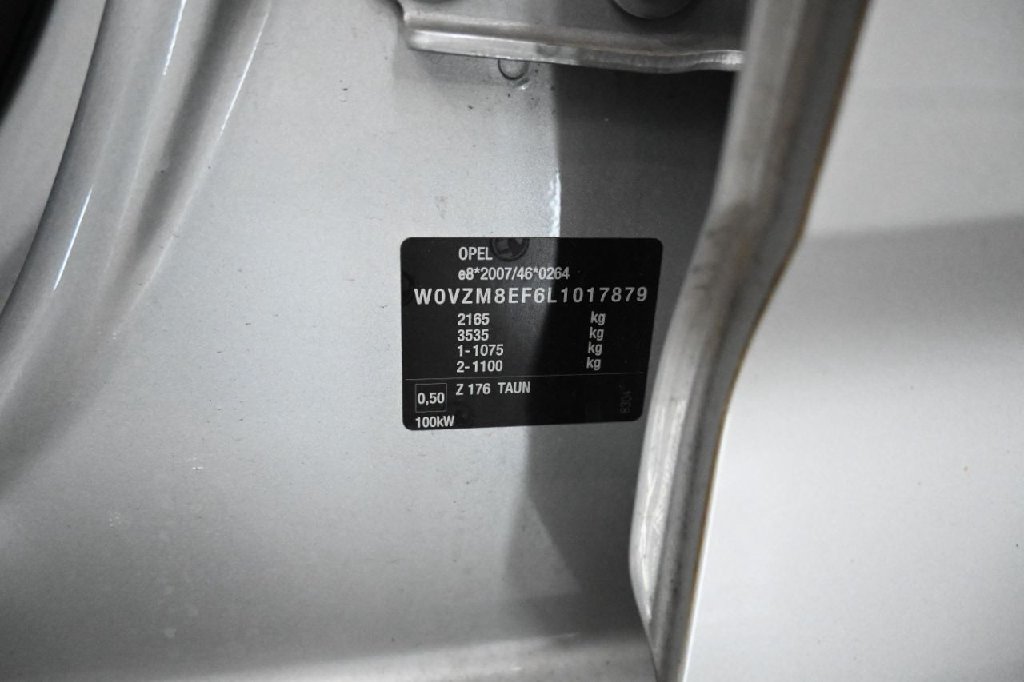 OPEL
e8*2007/46*0264
W0VZM8EF6L1017879
2165 kg
3535 kg
1-1075 kg
2-1100 kg
0,50 Z 176 TAUN
100kW